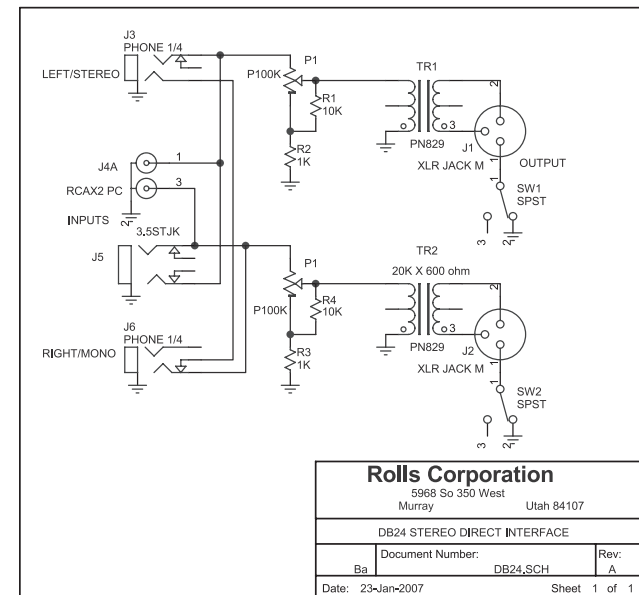 J3
PHONE 1/4
LEFT/STEREO
P1
P100K
R1
10K
R2
1K
TR1
2
3
PN829
J1
1
XLR JACK M
OUTPUT
1
SW1
SPST
3
2
J4A
1
RCAX2 PC
3
INPUTS
2
3.5STJK
J5
P1
P100K
R4
10K
R3
1K
TR2
20K X 600 ohm
2
3
PN829
J2
1
XLR JACK M
1
SW2
SPST
3
2
J6
PHONE 1/4
RIGHT/MONO
Rolls Corporation
5968 So 350 West
Murray Utah 84107
DB24 STEREO DIRECT INTERFACE
Document Number: Rev:
Ba DB24.SCH A
Date: 23-Jan-2007 Sheet 1 of 1